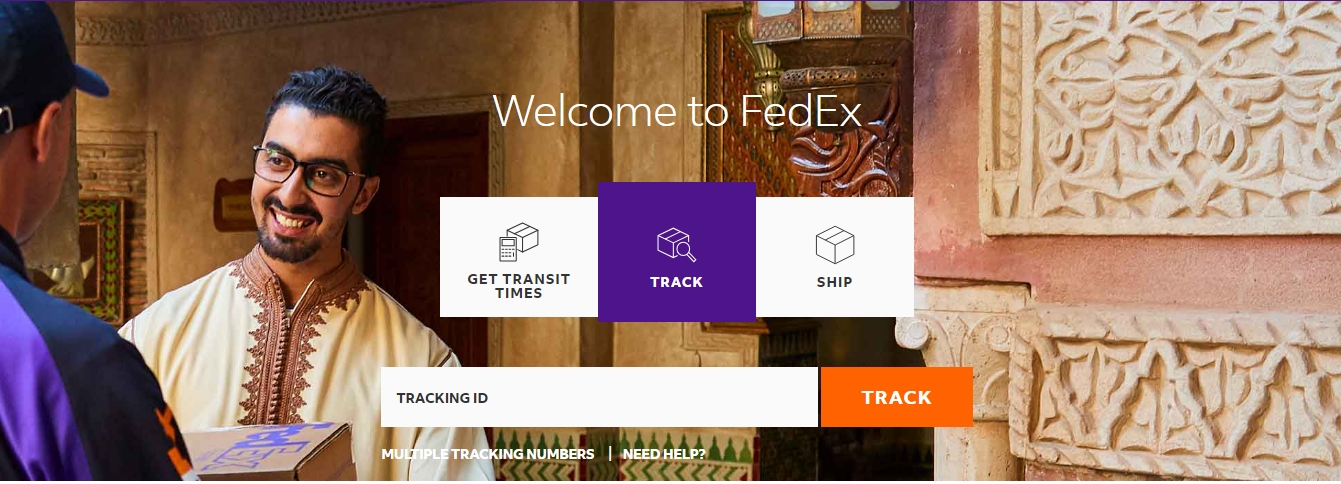 Welcome to FedEx
GET TRANSIT
TIMES
TRACK
SHIP
TRACKING ID
TRACK
MULTIPLE TRACKING NUMBERS | NEED HELP?
FedEx